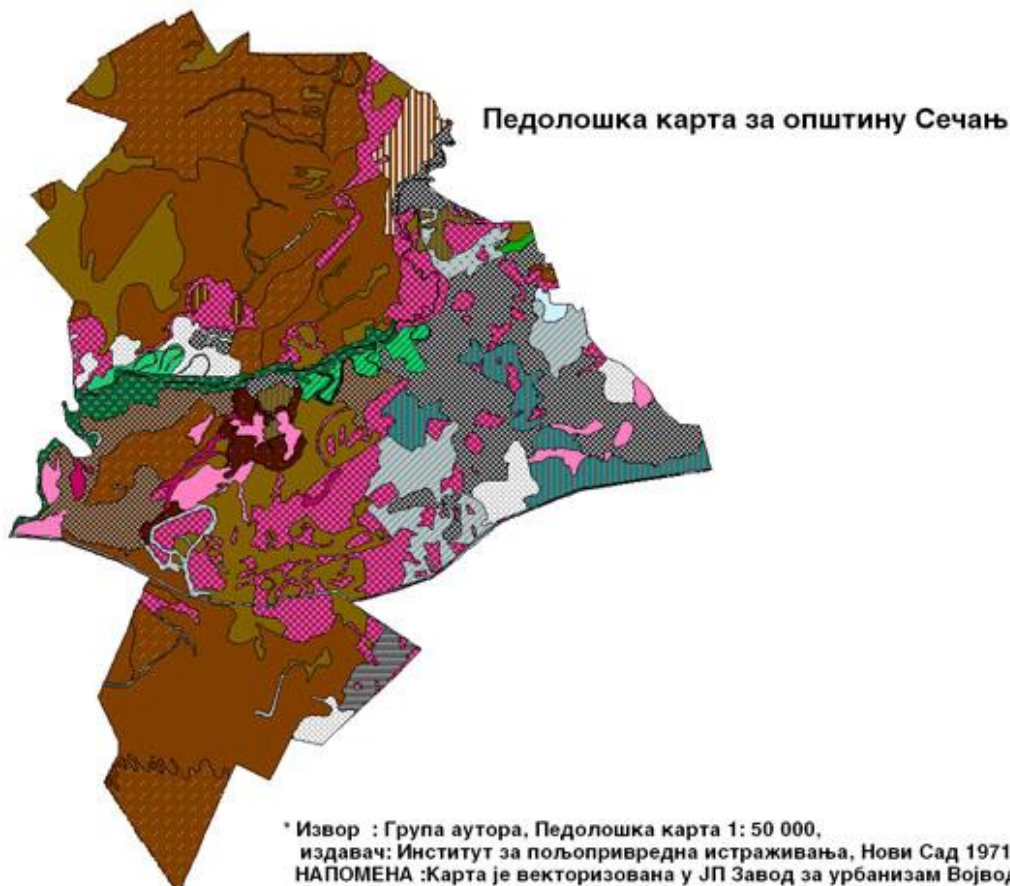 Педолошка карта за општину Сечањ
* Извор : Група аутора, Педолошка карта 1: 50 000,
издавач: Институт за пољопривредна истраживања, Нови Сад 1971
НАПОМЕНА :Карта је векторизована у ЈП Завод за урбанизам Војвод